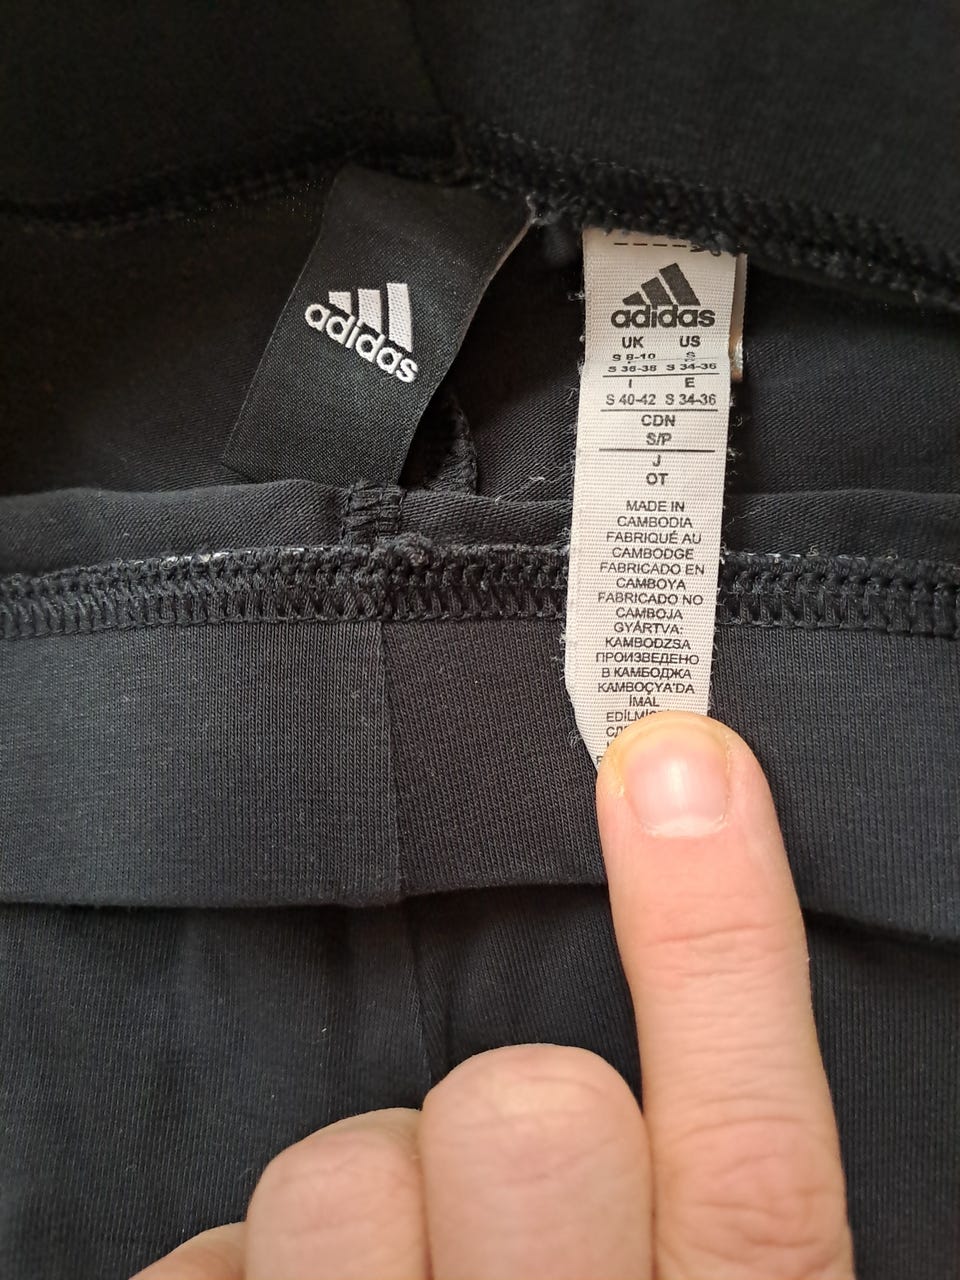 adidas
adidas
UK US
S 8-10 S
S 36-38 S 34-36
I E
S 40-42 S 34-36
CDN
S/P
J
OT
MADE IN
CAMBODIA
FABRIQUÉ AU
CAMBODGE
FABRICADO EN
CAMBOYA
FABRICADO NO
CAMBOJA
GYÁRTVA:
KAMBODZSA
ПРОИЗВЕДЕНО
В КАМБОДЖА
KAMBOÇYA'DA
İMAL